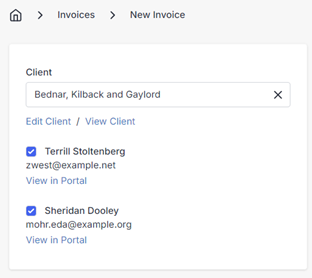 Invoices New Invoice
Client
Bednar, Kilback and Gaylord
Edit Client / View Client
Terrill Stoltenberg
zwest@example.net
View in Portal
Sheridan Dooley
mohr.eda@example.org
View in Portal